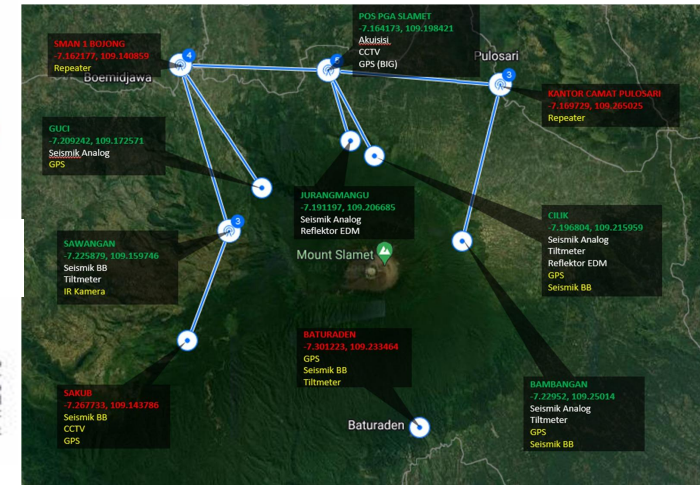 POS PGA SLAMET
-7.164173, 109.198421
Akuisisi
CCTV
GPS (BIG)
SMAN 1 BOJONG
-7.162177, 109.140859
Repeater
Boemidjawa
4
Pulosari
3
KANTOR CAMAT PULOSARI
-7.169729, 109.265025
Repeater
GUCI
-7.209242, 109.172571
Seismik Analog
GPS
JURANGMANGU
-7.191197, 109.206685
Seismik Analog
Reflektor EDM
CILIK
-7.196804, 109.215959
Seismik Analog
Tiltmeter
Reflektor EDM
GPS
Seismik BB
3
SAWANGAN
-7.225879, 109.159746
Seismik BB
Tiltmeter
IR Kamera
Mount Slamet
BATURADEN
-7.301223, 109.233464
GPS
Seismik BB
Tiltmeter
SAKUB
-7.267733, 109.143786
Seismik BB
CCTV
GPS
BAMBANGAN
-7.22952, 109.25014
Seismik Analog
Tiltmeter
GPS
Seismik BB
Baturaden